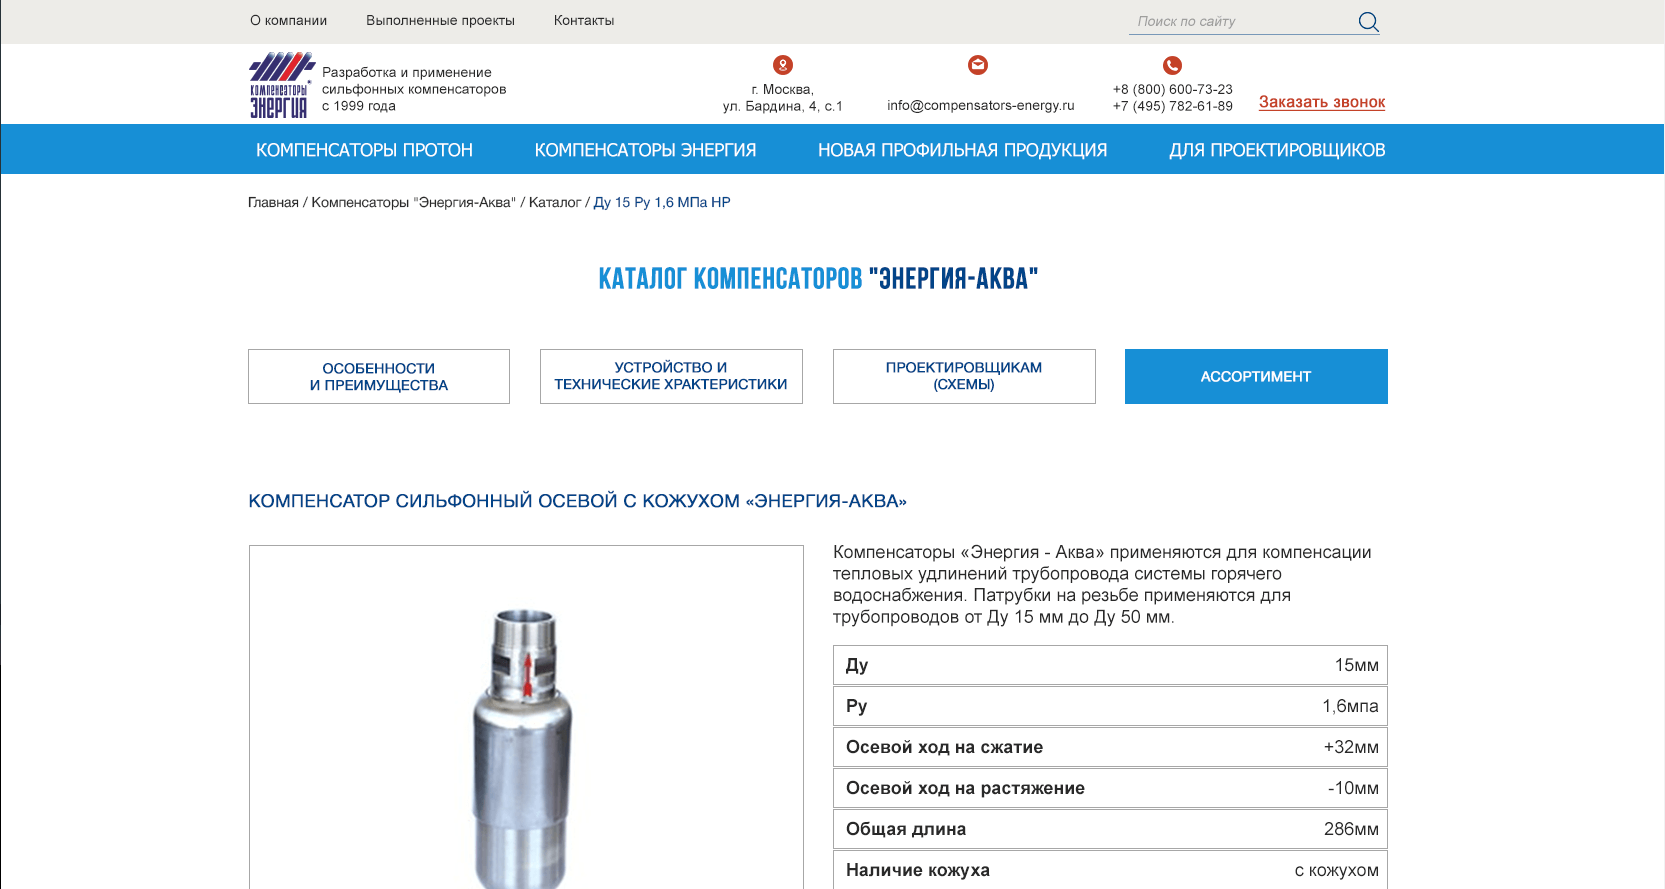 О компании
Выполненные проекты
Контакты
Поиск по сайту
компенсаторы
ЭНЕРГИЯ
Разработка и применение
сильфонных компенсаторов
с 1999 года
г. Москва,
ул. Бардина, 4, с.1
info@compensators-energy.ru
+8 (800) 600-73-23
+7 (495) 782-61-89
Заказать звонок
КОМПЕНСАТОРЫ ПРОТОН
КОМПЕНСАТОРЫ ЭНЕРГИЯ
НОВАЯ ПРОФИЛЬНАЯ ПРОДУКЦИЯ
ДЛЯ ПРОЕКТИРОВЩИКОВ
Главная / Компенсаторы "Энергия-Аква" / Каталог / Ду 15 Ру 1,6 МПа НР
КАТАЛОГ КОМПЕНСАТОРОВ "ЭНЕРГИЯ-АКВА"
ОСОБЕННОСТИ
И ПРЕИМУЩЕСТВА
УСТРОЙСТВО И
ТЕХНИЧЕСКИЕ ХРАКТЕРИСТИКИ
ПРОЕКТИРОВЩИКАМ
(СХЕМЫ)
АССОРТИМЕНТ
КОМПЕНСАТОР СИЛЬФОННЫЙ ОСЕВОЙ С КОЖУХОМ «ЭНЕРГИЯ-АКВА»
Компенсаторы «Энергия - Аква» применяются для компенсации
тепловых удлинений трубопровода системы горячего
водоснабжения. Патрубки на резьбе применяются для
трубопроводов от Ду 15 мм до Ду 50 мм.
Ду 15мм
Ру 1,6мпа
Осевой ход на сжатие +32мм
Осевой ход на растяжение -10мм
Общая длина 286мм
Наличие кожуха с кожухом